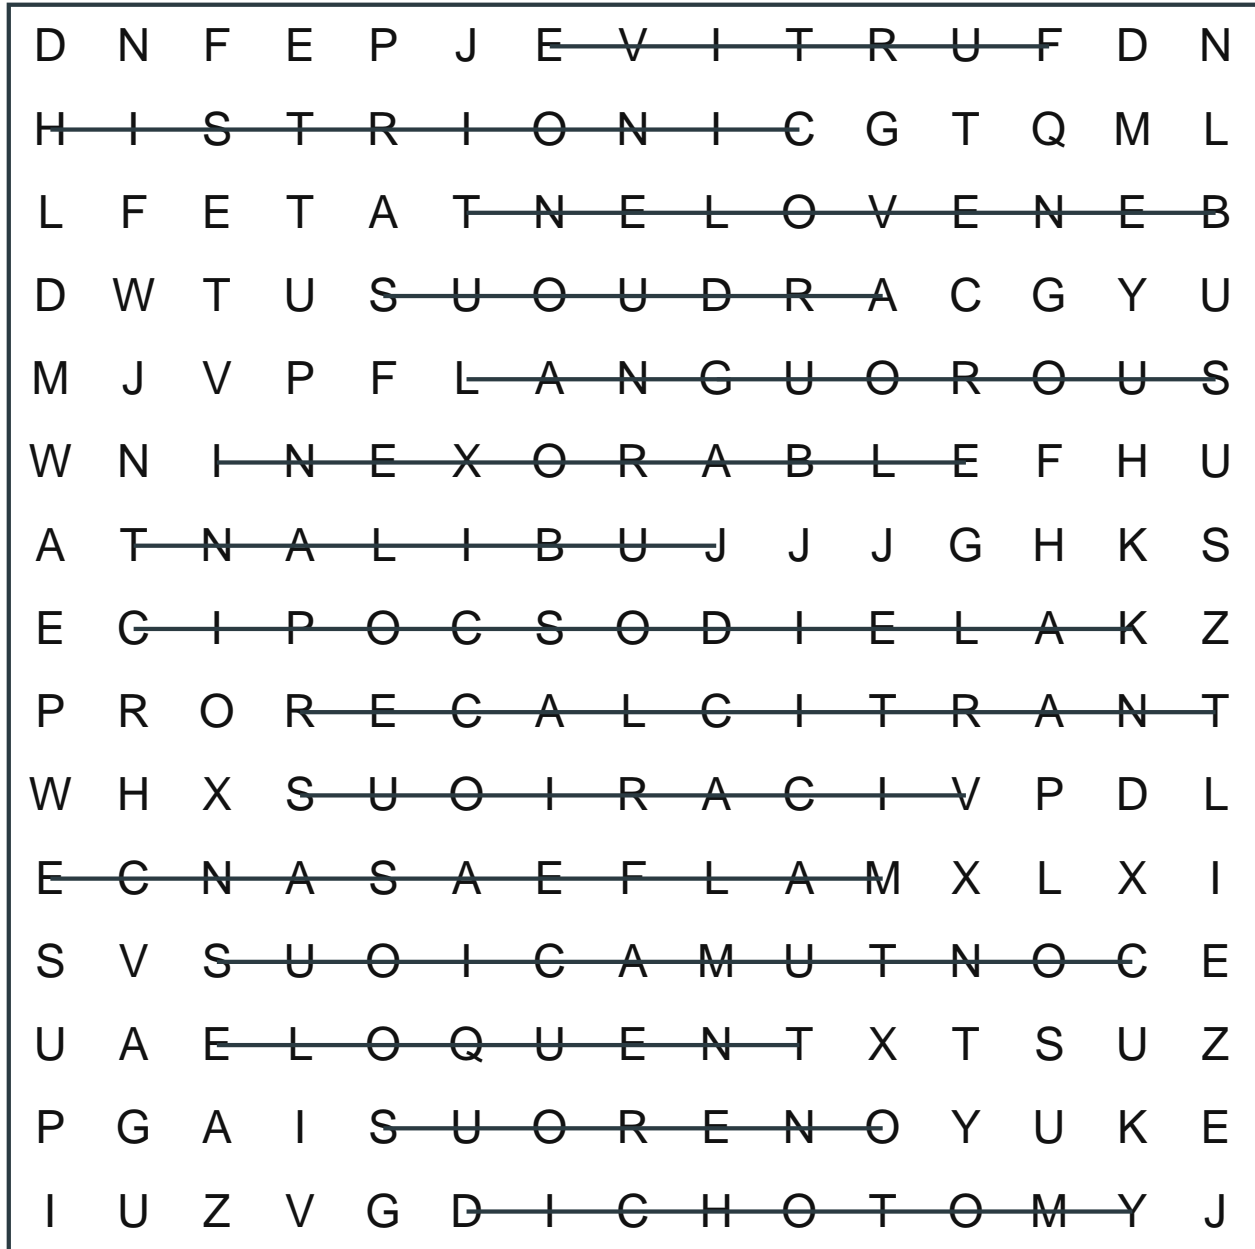 D N F E P J E V I T R U F D N
H I S T R I O N I C G T Q M L
L F E T A T N E L O V E N E B
D W T U S U O U D R A C G Y U
M J V P F L A N G U O R O U S
W N I N E X O R A B L E F H U
A T N A L I B U J J J G H K S
E C I P O C S O D I E L A K Z
P R O R E C A L C I T R A N T
W H X S U O I R A C I V P D L
E C N A S A E F L A M X L X I
S V S U O I C A M U T N O C E
U A E L O Q U E N T X T S U Z
P G A I S U O R E N O Y U K E
I U Z V G D I C H O T O M Y J